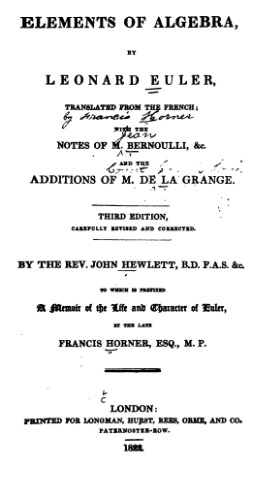 ELEMENTS OF ALGEBRA,
BY
LEONARD EULER,
TRANSLATED FROM THE FRENCH;
by Francis Horner
WITH THE
Jean
NOTES OF M. BERNOULLI, &c.
AND THE
ADDITIONS OF M. DE LA GRANGE.
THIRD EDITION,
CAREFULLY REVISED AND CORRECTED.
BY THE REV. JOHN HEWLETT, B.D. F.A.S. &c.
TO WHICH IS PREFIXED
A Memoir of the Life and Character of Euler,
BY THE LATE
FRANCIS HORNER, ESQ., M. P.
LONDON:
PRINTED FOR LONGMAN, HURST, REES, ORME, AND CO.
PATERNOSTER-ROW.
1822.